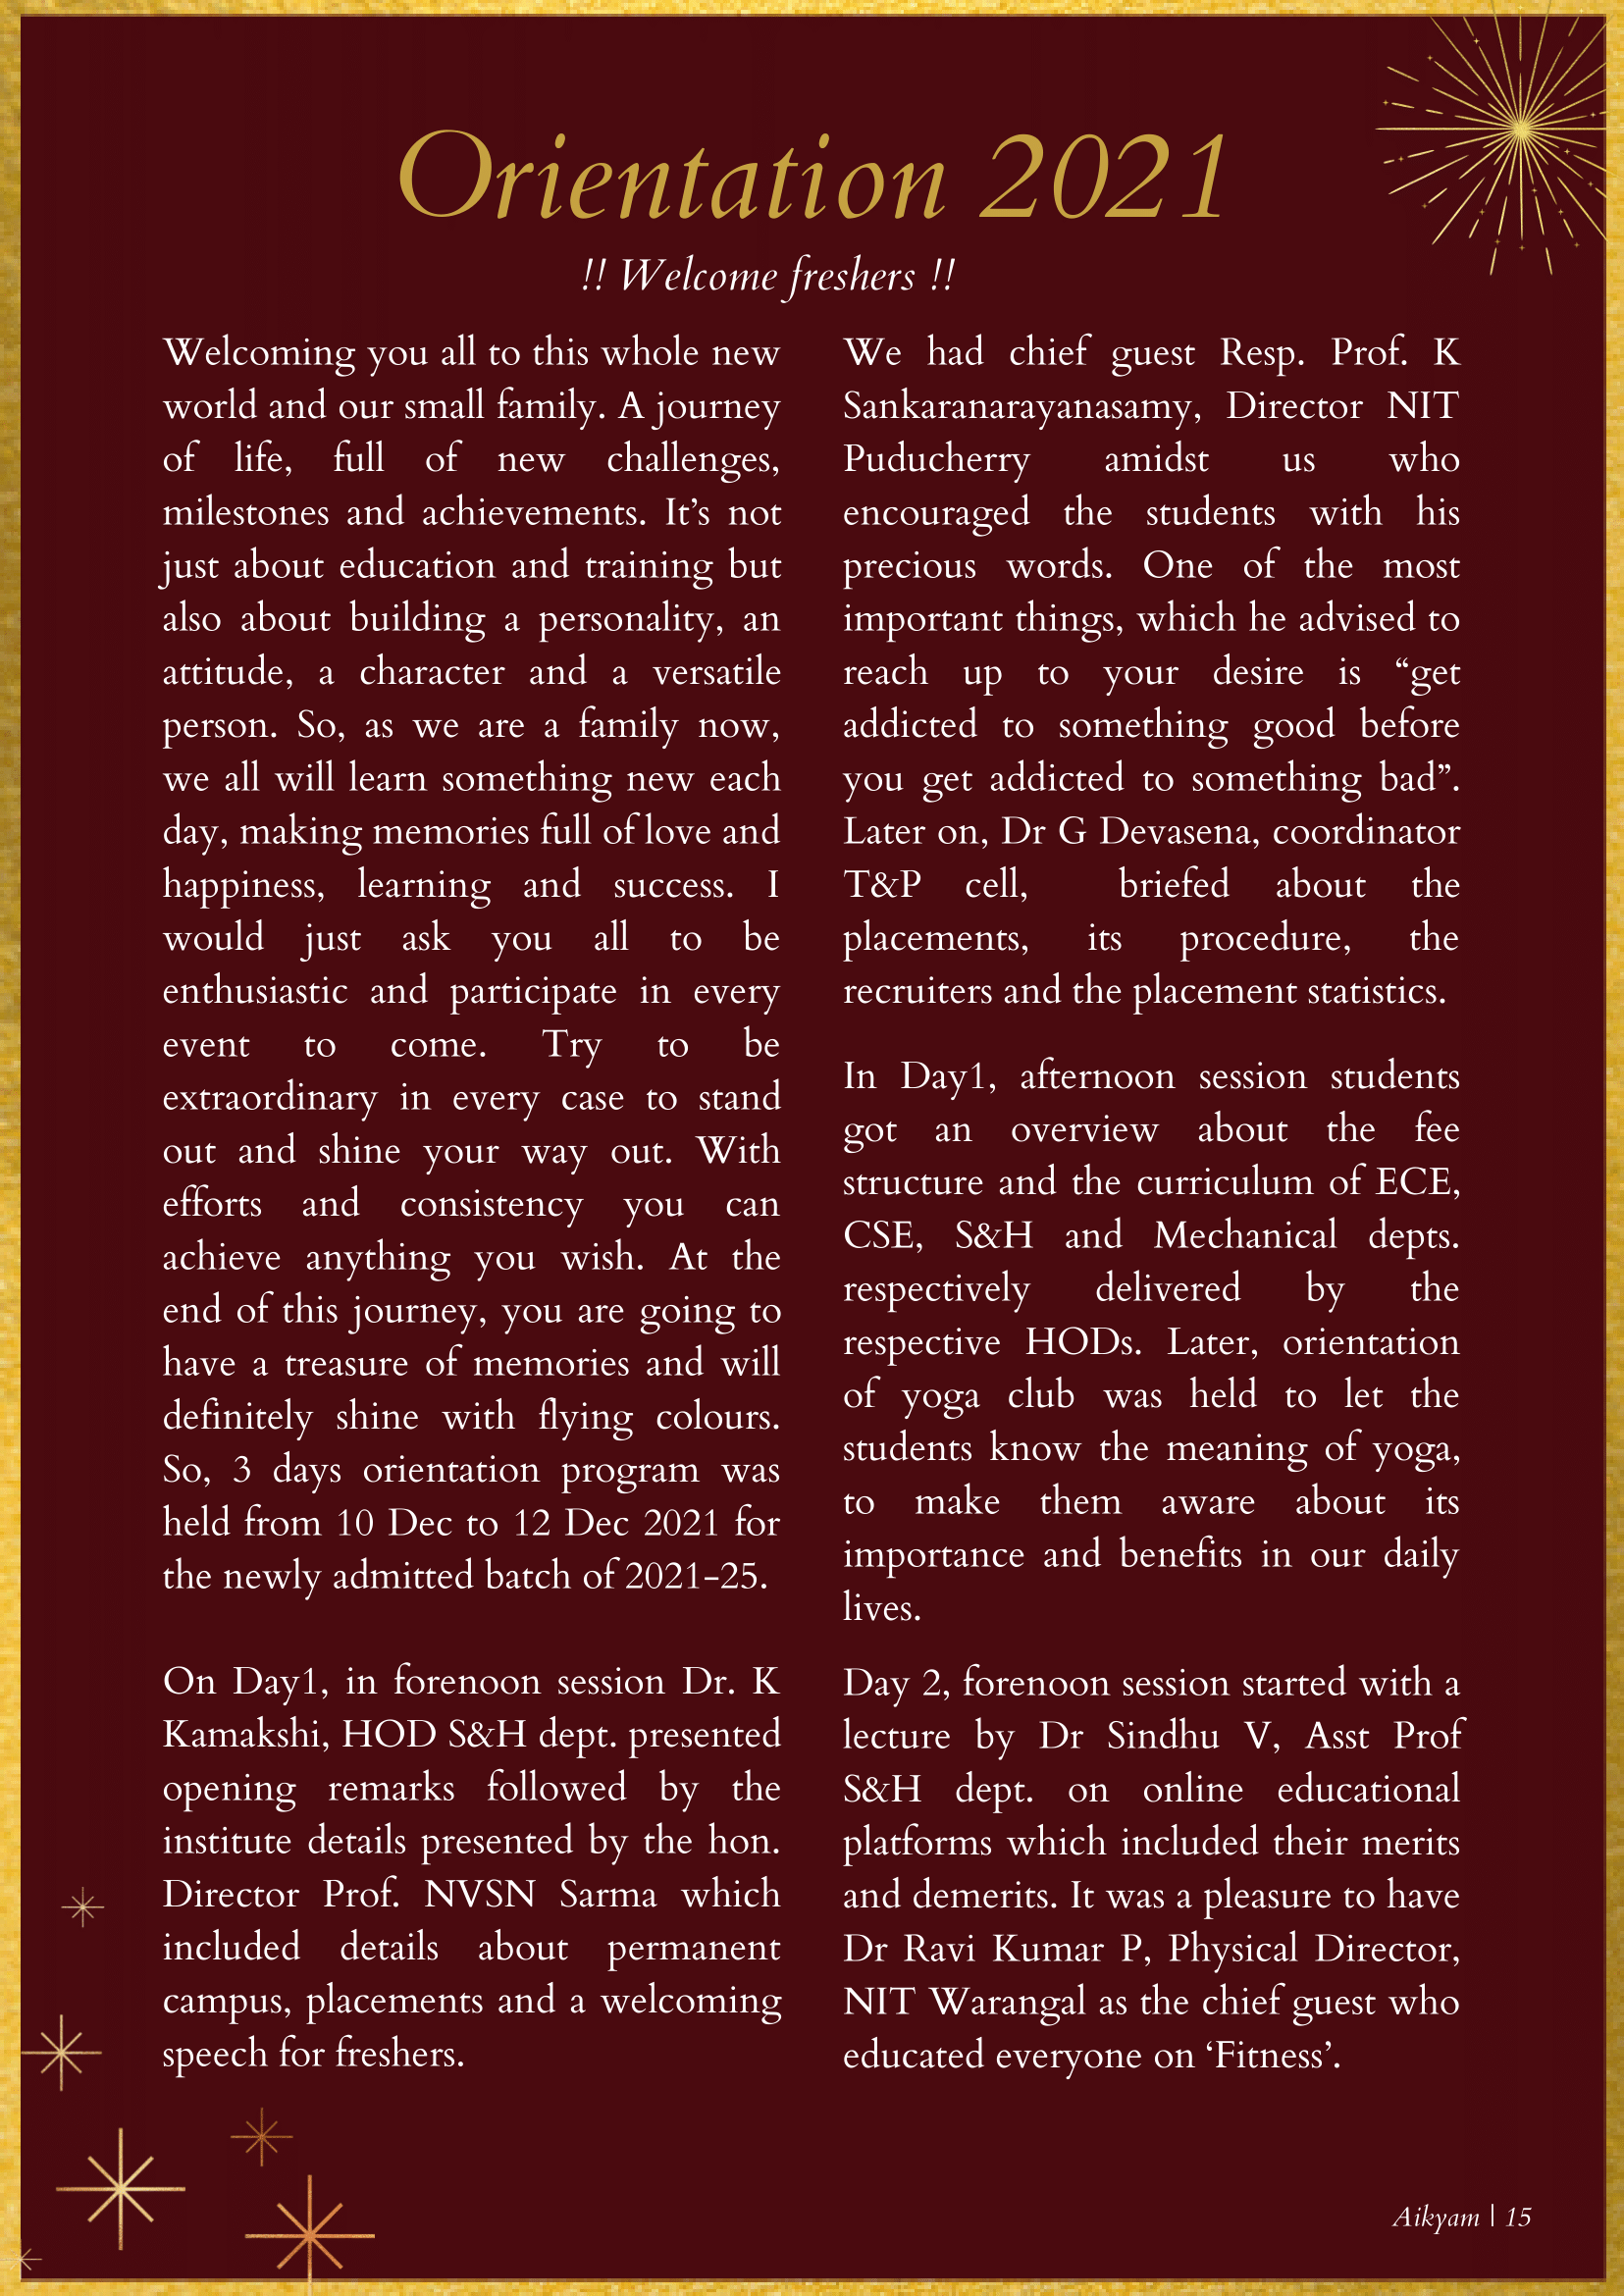 Orientation 2021
!! Welcome freshers !!
Welcoming you all to this whole new
world and our small family. A journey
of life, full of new challenges,
milestones and achievements. It’s not
just about education and training but
also about building a personality, an
attitude, a character and a versatile
person. So, as we are a family now,
we all will learn something new each
day, making memories full of love and
happiness, learning and success. I
would just ask you all to be
enthusiastic and participate in every
event to come. Try to be
extraordinary in every case to stand
out and shine your way out. With
efforts and consistency you can
achieve anything you wish. At the
end of this journey, you are going to
have a treasure of memories and will
definitely shine with flying colours.
So, 3 days orientation program was
held from 10 Dec to 12 Dec 2021 for
the newly admitted batch of 2021-25.
On Day1, in forenoon session Dr. K
Kamakshi, HOD S&H dept. presented
opening remarks followed by the
institute details presented by the hon.
Director Prof. NVSN Sarma which
included details about permanent
campus, placements and a welcoming
speech for freshers.
We had chief guest Resp. Prof. K
Sankaranarayanasamy, Director NIT
Puducherry amidst us who
encouraged the students with his
precious words. One of the most
important things, which he advised to
reach up to your desire is “get
addicted to something good before
you get addicted to something bad”.
Later on, Dr G Devasena, coordinator
T&P cell, briefed about the
placements, its procedure, the
recruiters and the placement statistics.
In Day1, afternoon session students
got an overview about the fee
structure and the curriculum of ECE,
CSE, S&H and Mechanical depts.
respectively delivered by the
respective HODs. Later, orientation
of yoga club was held to let the
students know the meaning of yoga,
to make them aware about its
importance and benefits in our daily
lives.
Day 2, forenoon session started with a
lecture by Dr Sindhu V, Asst Prof
S&H dept. on online educational
platforms which included their merits
and demerits. It was a pleasure to have
Dr Ravi Kumar P, Physical Director,
NIT Warangal as the chief guest who
educated everyone on ‘Fitness’.
Aikyam | 15